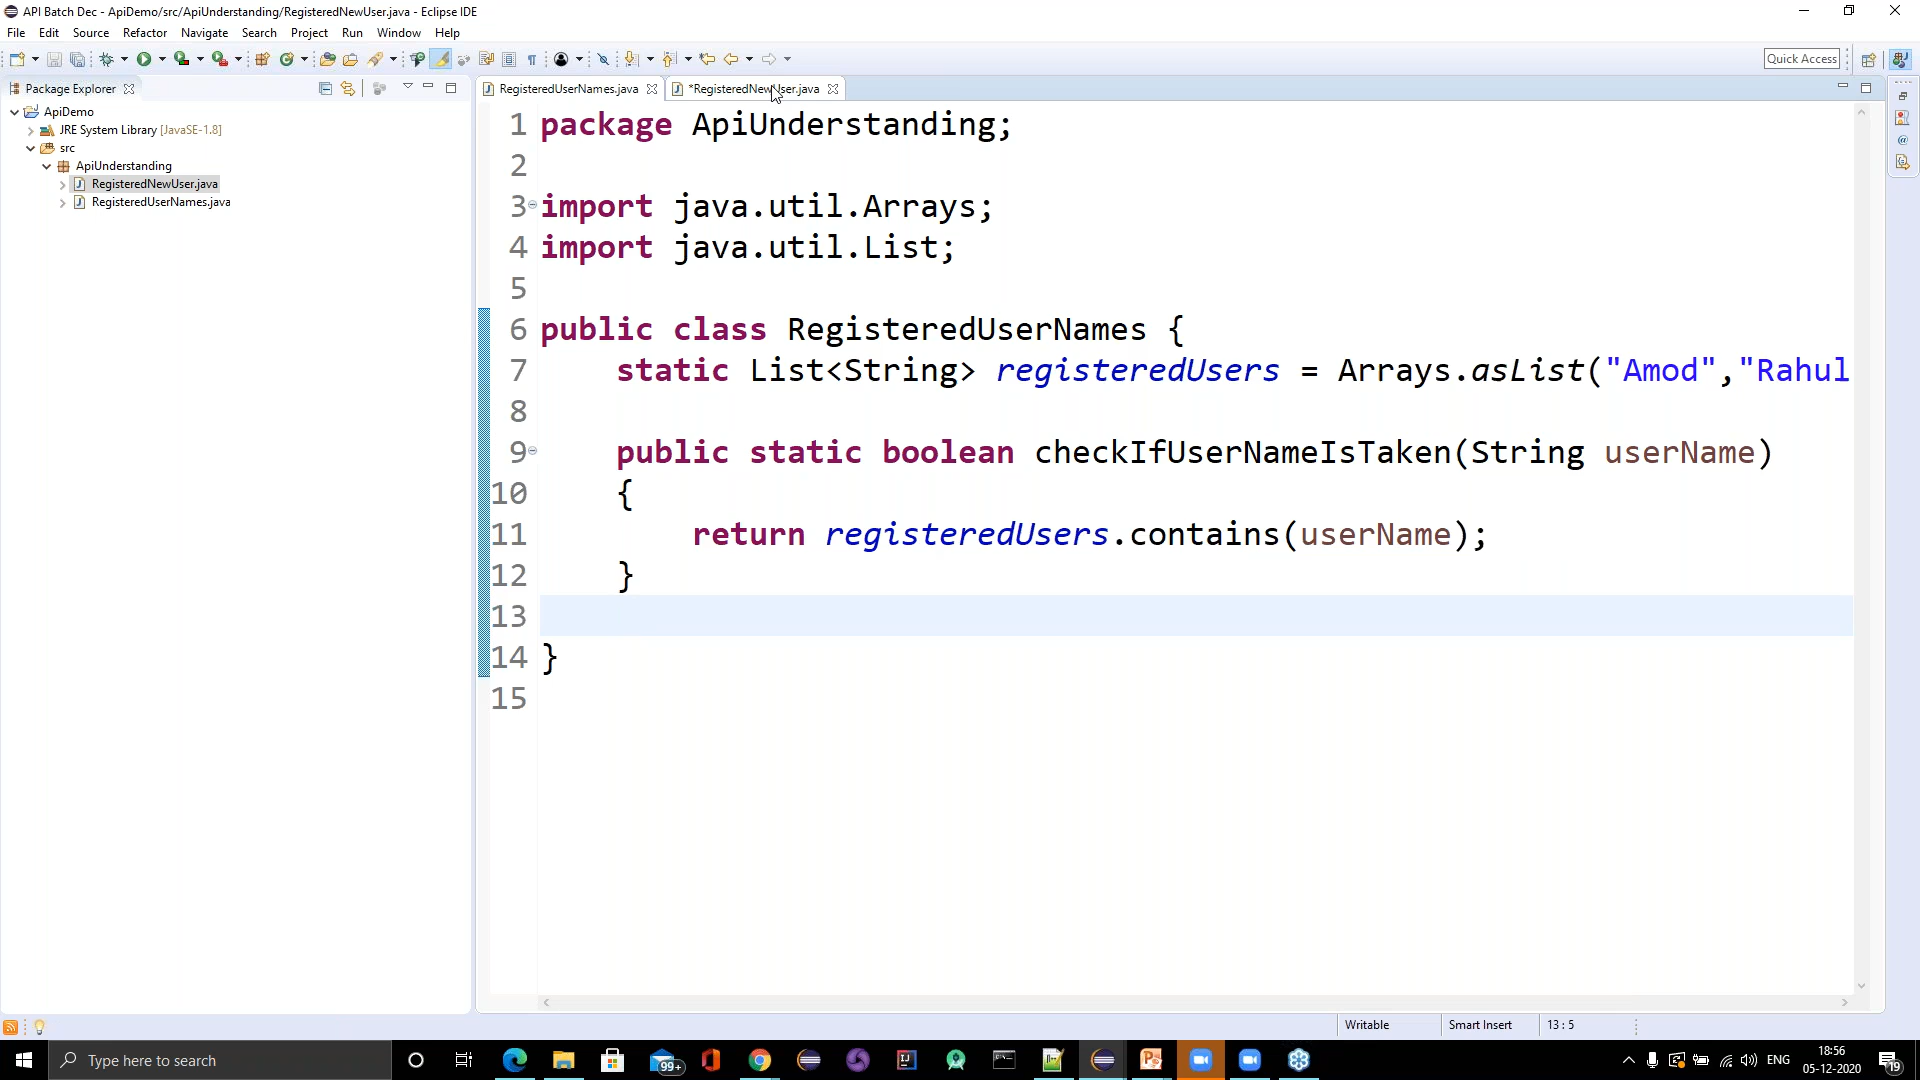 API Batch Dec - ApiDemo/src/ApiUnderstanding/RegisteredNewUser.java - Eclipse IDE
File Edit Source Refactor Navigate Search Project Run Window Help
Quick Access
Package Explorer
RegisteredUserNames.java
*RegisteredNewUser.java
ApiDemo
JRE System Library [JavaSE-1.8]
src
ApiUnderstanding
RegisteredNewUser.java
RegisteredUserNames.java
1 package ApiUnderstanding;
2
3 import java.util.Arrays;
4 import java.util.List;
5
6 public class RegisteredUserNames {
7 static List<String> registeredUsers = Arrays.asList("Amod","Rahul
8
9 public static boolean checkIfUserNameIsTaken(String userName)
10 {
11 return registeredUsers.contains(userName);
12 }
13
14 }
15
Writable Smart Insert 13 : 5
Type here to search
99+
ENG
18:56
05-12-2020
19